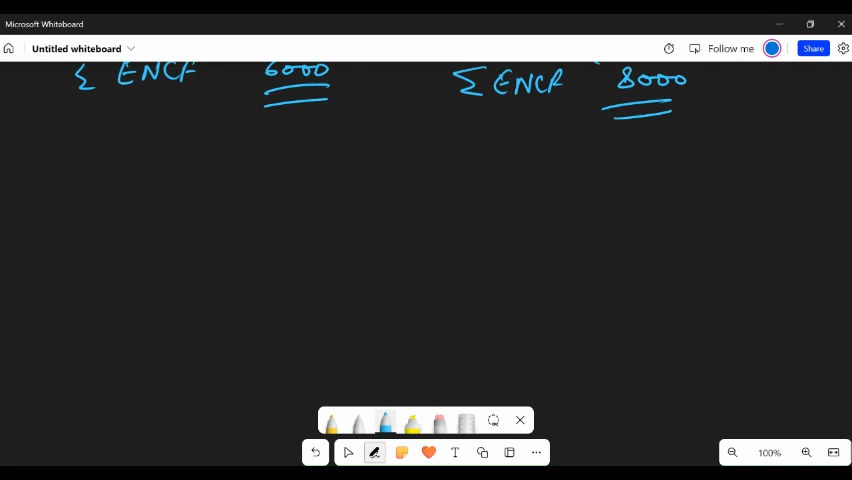 Microsoft Whiteboard
Untitled whiteboard
Follow me
Share
Σ ENCF 6000
Σ ENCF 8000
100%